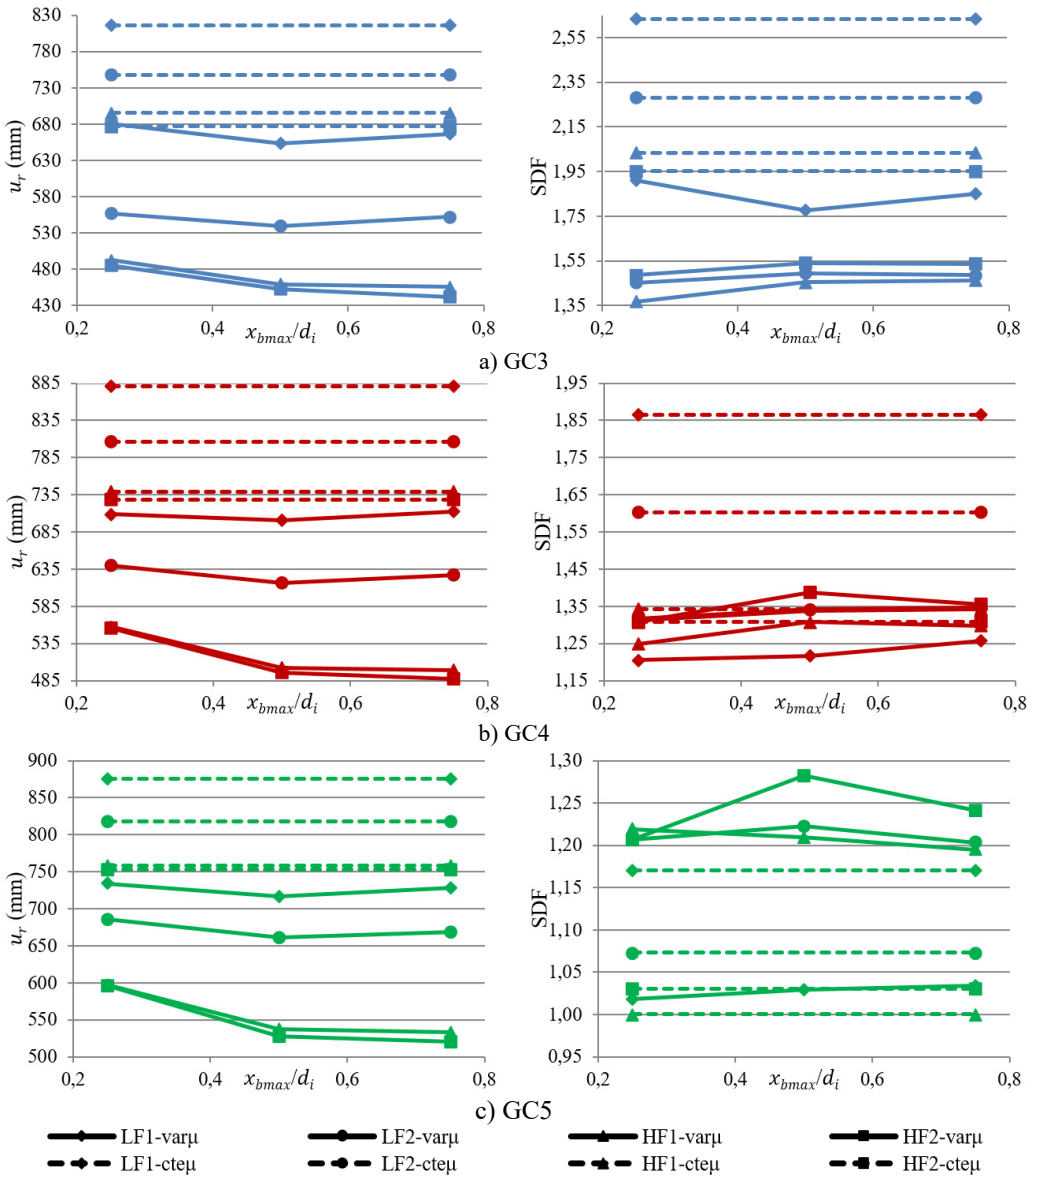 830
780
730
680
630
580
530
480
430
u_r (mm)
0,2 0,4 0,6 0,8
x_bmax/d_i
2,55
2,35
2,15
1,95
1,75
1,55
1,35
SDF
0,2 0,4 0,6 0,8
x_bmax/d_i
a) GC3
885
835
785
735
685
635
585
535
485
u_r (mm)
0,2 0,4 0,6 0,8
x_bmax/d_i
1,95
1,85
1,75
1,65
1,55
1,45
1,35
1,25
1,15
SDF
0,2 0,4 0,6 0,8
x_bmax/d_i
b) GC4
900
850
800
750
700
650
600
550
500
u_r (mm)
0,2 0,4 0,6 0,8
x_bmax/d_i
1,30
1,25
1,20
1,15
1,10
1,05
1,00
0,95
SDF
0,2 0,4 0,6 0,8
x_bmax/d_i
c) GC5
LF1-varμ LF2-varμ HF1-varμ HF2-varμ
LF1-cteμ LF2-cteμ HF1-cteμ HF2-cteμ